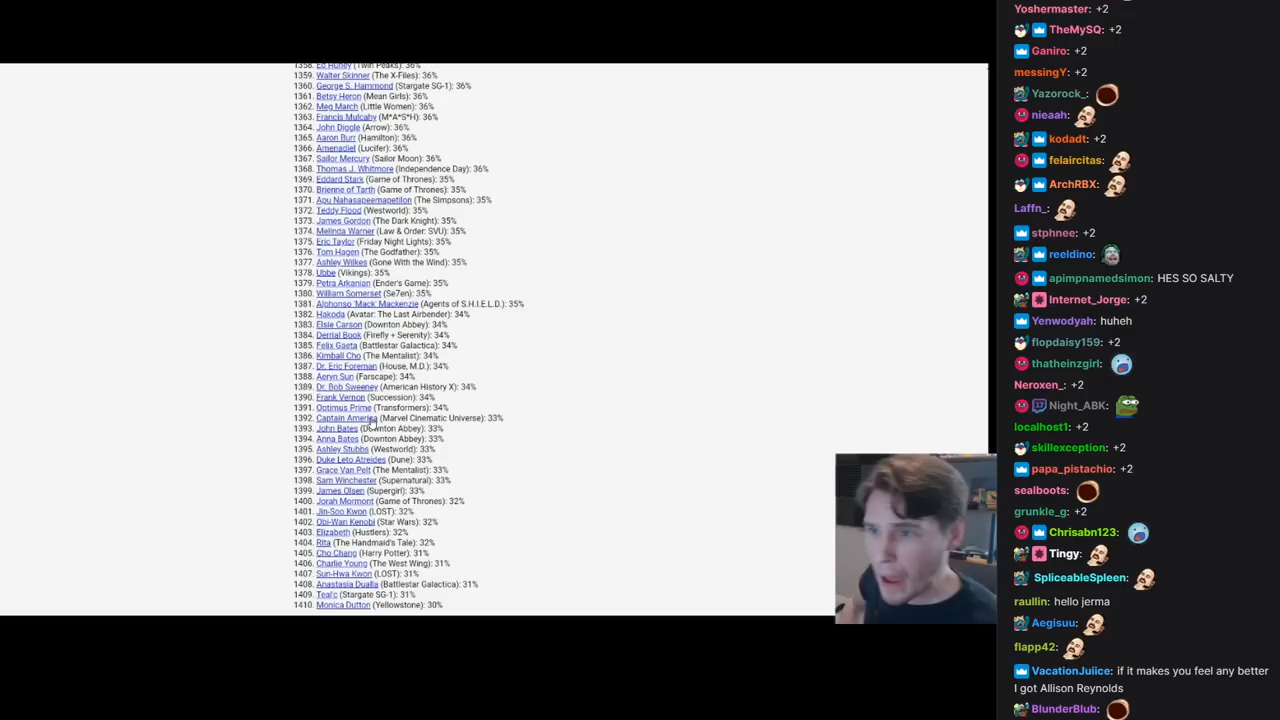 1358. Ed Hurley (Twin Peaks): 36%
1359. Walter Skinner (The X-Files): 36%
1360. George S. Hammond (Stargate SG-1): 36%
1361. Betsy Heron (Mean Girls): 36%
1362. Meg March (Little Women): 36%
1363. Francis Mulcahy (M*A*S*H): 36%
1364. John Diggle (Arrow): 36%
1365. Aaron Burr (Hamilton): 36%
1366. Amenadiel (Lucifer): 36%
1367. Sailor Mercury (Sailor Moon): 36%
1368. Thomas J. Whitmore (Independence Day): 36%
1369. Eddard Stark (Game of Thrones): 35%
1370. Brienne of Tarth (Game of Thrones): 35%
1371. Apu Nahasapeemapetilon (The Simpsons): 35%
1372. Teddy Flood (Westworld): 35%
1373. James Gordon (The Dark Knight): 35%
1374. Melinda Warner (Law & Order: SVU): 35%
1375. Eric Taylor (Friday Night Lights): 35%
1376. Tom Hagen (The Godfather): 35%
1377. Ashley Wilkes (Gone With the Wind): 35%
1378. Ubbe (Vikings): 35%
1379. Petra Arkanian (Ender's Game): 35%
1380. William Somerset (Se7en): 35%
1381. Alphonso 'Mack' Mackenzie (Agents of S.H.I.E.L.D.): 35%
1382. Hakoda (Avatar: The Last Airbender): 34%
1383. Elsie Carson (Downton Abbey): 34%
1384. Derrial Book (Firefly + Serenity): 34%
1385. Felix Gaeta (Battlestar Galactica): 34%
1386. Kimball Cho (The Mentalist): 34%
1387. Dr. Eric Foreman (House, M.D.): 34%
1388. Aeryn Sun (Farscape): 34%
1389. Dr. Bob Sweeney (American History X): 34%
1390. Frank Vernon (Succession): 34%
1391. Optimus Prime (Transformers): 34%
1392. Captain America (Marvel Cinematic Universe): 33%
1393. John Bates (Downton Abbey): 33%
1394. Anna Bates (Downton Abbey): 33%
1395. Ashley Stubbs (Westworld): 33%
1396. Duke Leto Atreides (Dune): 33%
1397. Grace Van Pelt (The Mentalist): 33%
1398. Sam Winchester (Supernatural): 33%
1399. James Olsen (Supergirl): 33%
1400. Jorah Mormont (Game of Thrones): 32%
1401. Jin-Soo Kwon (LOST): 32%
1402. Obi-Wan Kenobi (Star Wars): 32%
1403. Elizabeth (Hustlers): 32%
1404. Rita (The Handmaid's Tale): 32%
1405. Cho Chang (Harry Potter): 31%
1406. Charlie Young (The West Wing): 31%
1407. Sun-Hwa Kwon (LOST): 31%
1408. Anastasia Dualla (Battlestar Galactica): 31%
1409. Teal'c (Stargate SG-1): 31%
1410. Monica Dutton (Yellowstone): 30%
Yoshermaster: +2
TheMySQ: +2
Ganiro: +2
messingY: +2
Yazorock_:
nieaah:
kodadt: +2
felaircitas:
ArchRBX:
Laffn_:
stphnee: +2
reeldino:
apimpnamedsimon: HES SO SALTY
Internet_Jorge: +2
Yenwodyah: huheh
flopdaisy159: +2
thatheinzgirl:
Neroxen_: +2
17 Night_ABK:
localhost1: +2
skillexception: +2
papa_pistachio: +2
sealboots:
grunkle_g: +2
Chrisabn123:
Tingy:
SpliceableSpleen:
raullin: hello jerma
Aegisuu:
flapp42:
VacationJuiice: if it makes you feel any better
I got Allison Reynolds
BlunderBlub: